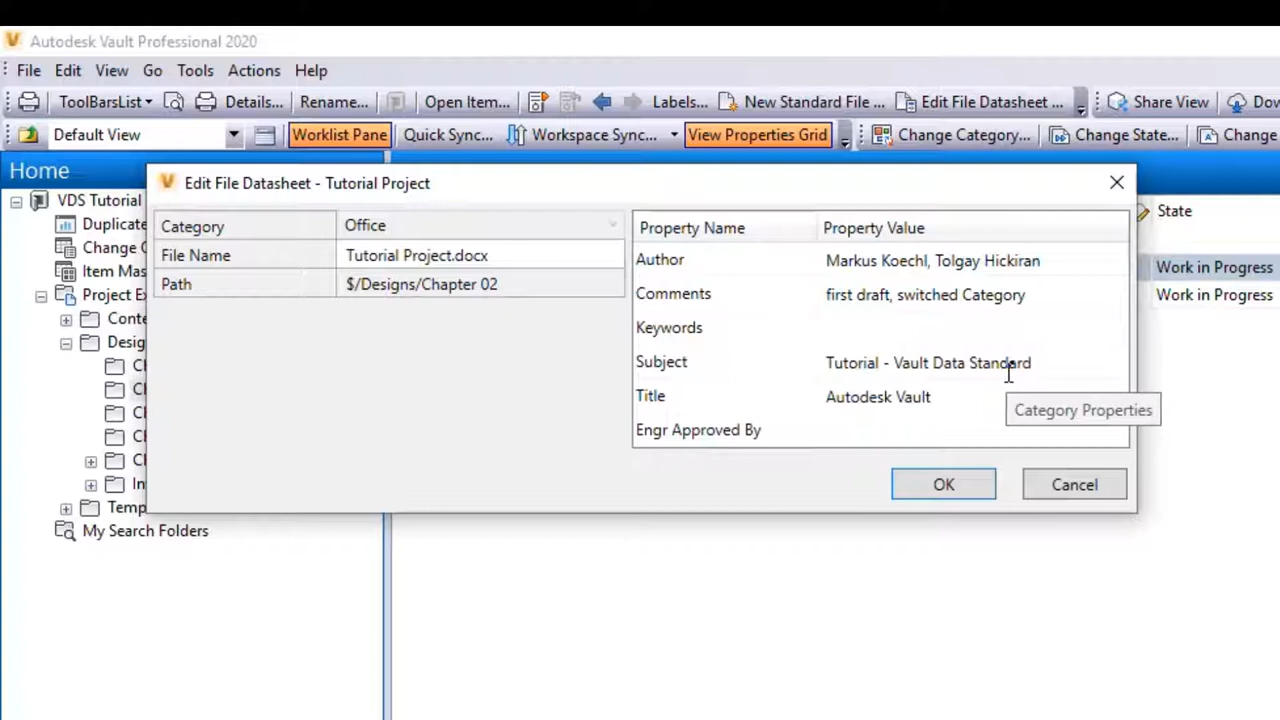 Autodesk Vault Professional 2020
File Edit View Go Tools Actions Help
ToolBarsList Details... Rename... Open Item... Labels... New Standard File ... Edit File Datasheet ... Share View
Default View Worklist Pane Quick Sync... Workspace Sync... View Properties Grid Change Category... Change State... Change
Home
Edit File Datasheet - Tutorial Project
VDS Tutorial
Category Office
Property Name Property Value
State
Duplicate
File Name Tutorial Project.docx
Author Markus Koechl, Tolgay Hickiran
Change
Item
Path $/Designs/Chapter 02
Comments first draft, switched Category
Work in Progress
Project
Work in Progress
Keywords
Subject Tutorial - Vault Data Standard
Title Autodesk Vault
Category Properties
Engr Approved By
OK Cancel
My Search Folders